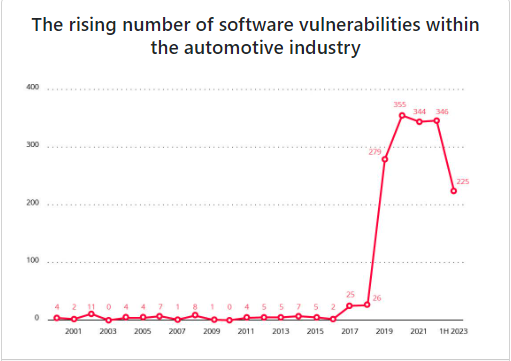 The rising number of software vulnerabilities within
the automotive industry
400
300
200
100
0
4 2 11 0 4 4 6 1 8 1 0 4 5 5 7 5 2 25 26 279 355 344 346 225
2001 2003 2005 2007 2009 2011 2013 2015 2017 2019 2021 1H 2023